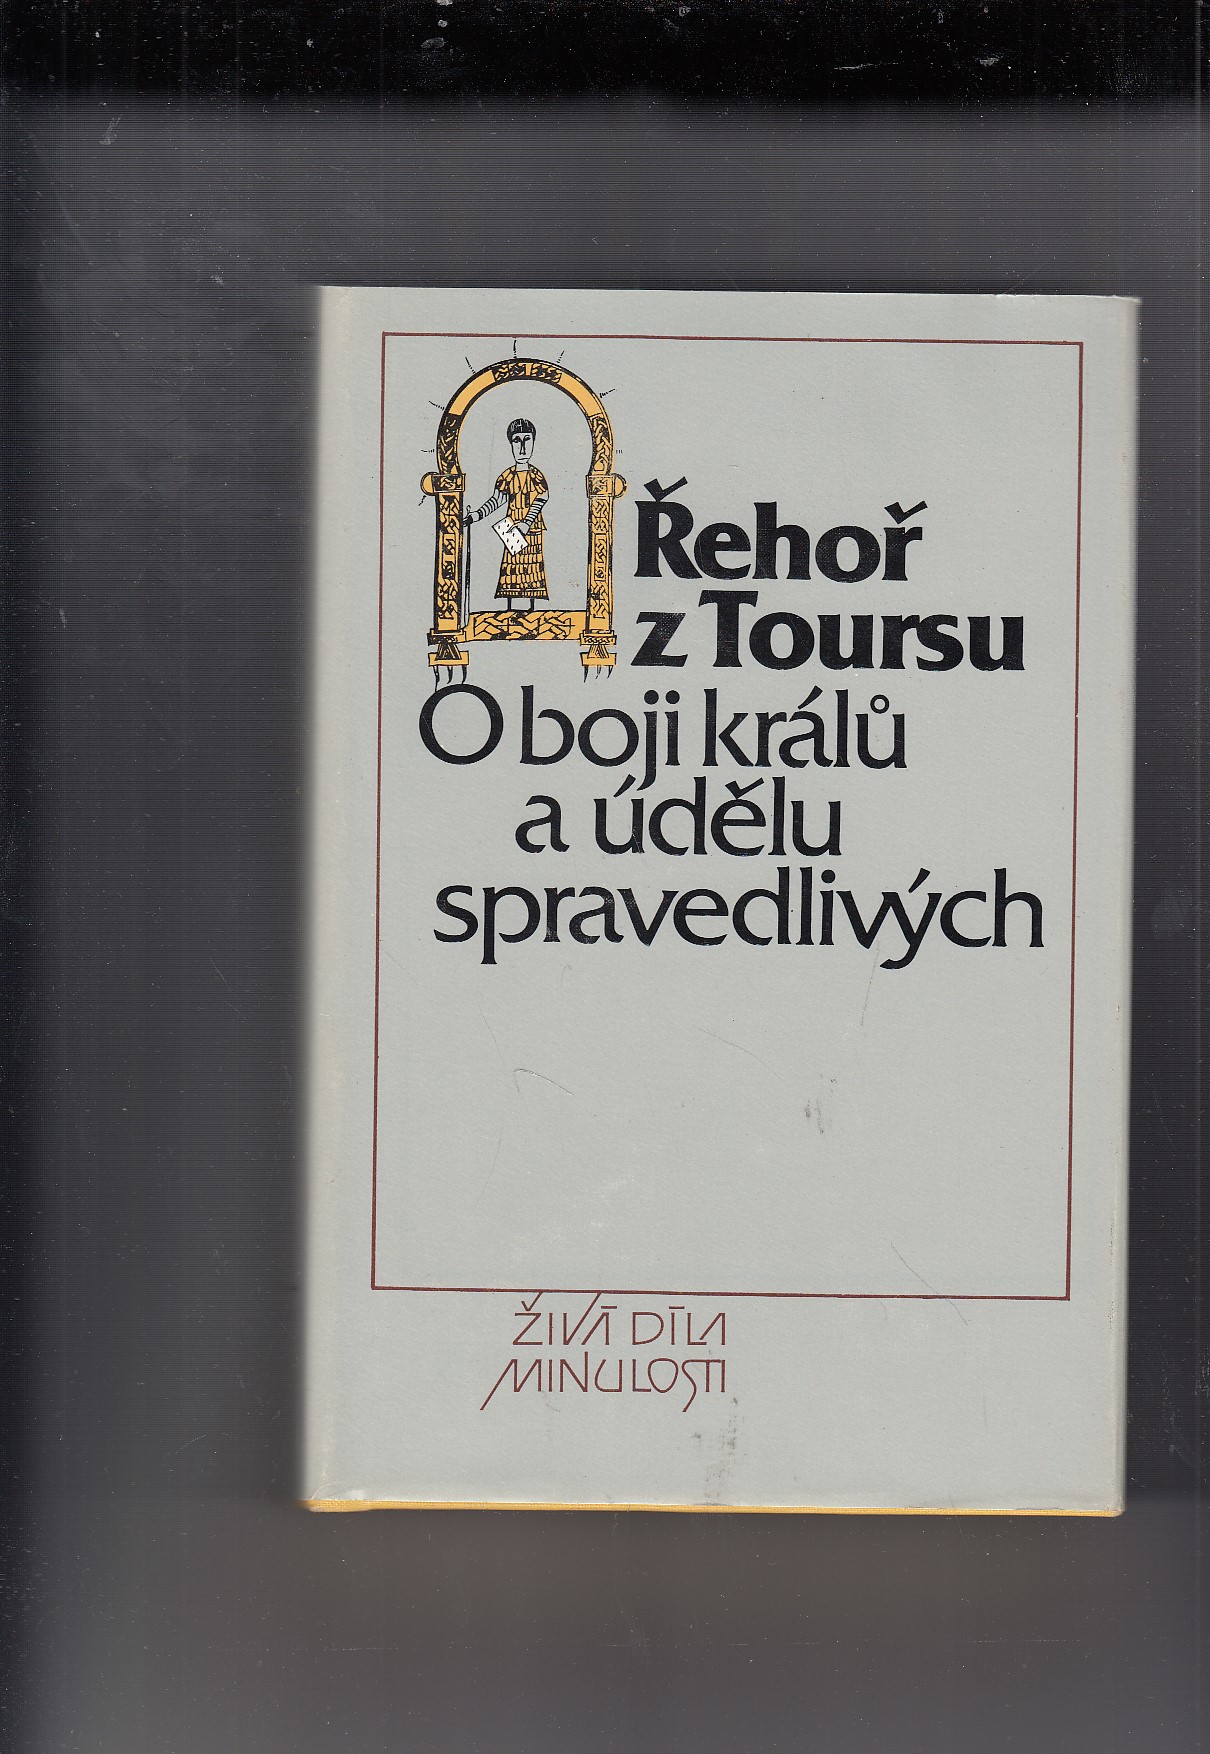 Řehoř
z Toursu
O boji králů
a údělu
spravedlivých
ŽIVÁ DÍLA
MINULOSTI